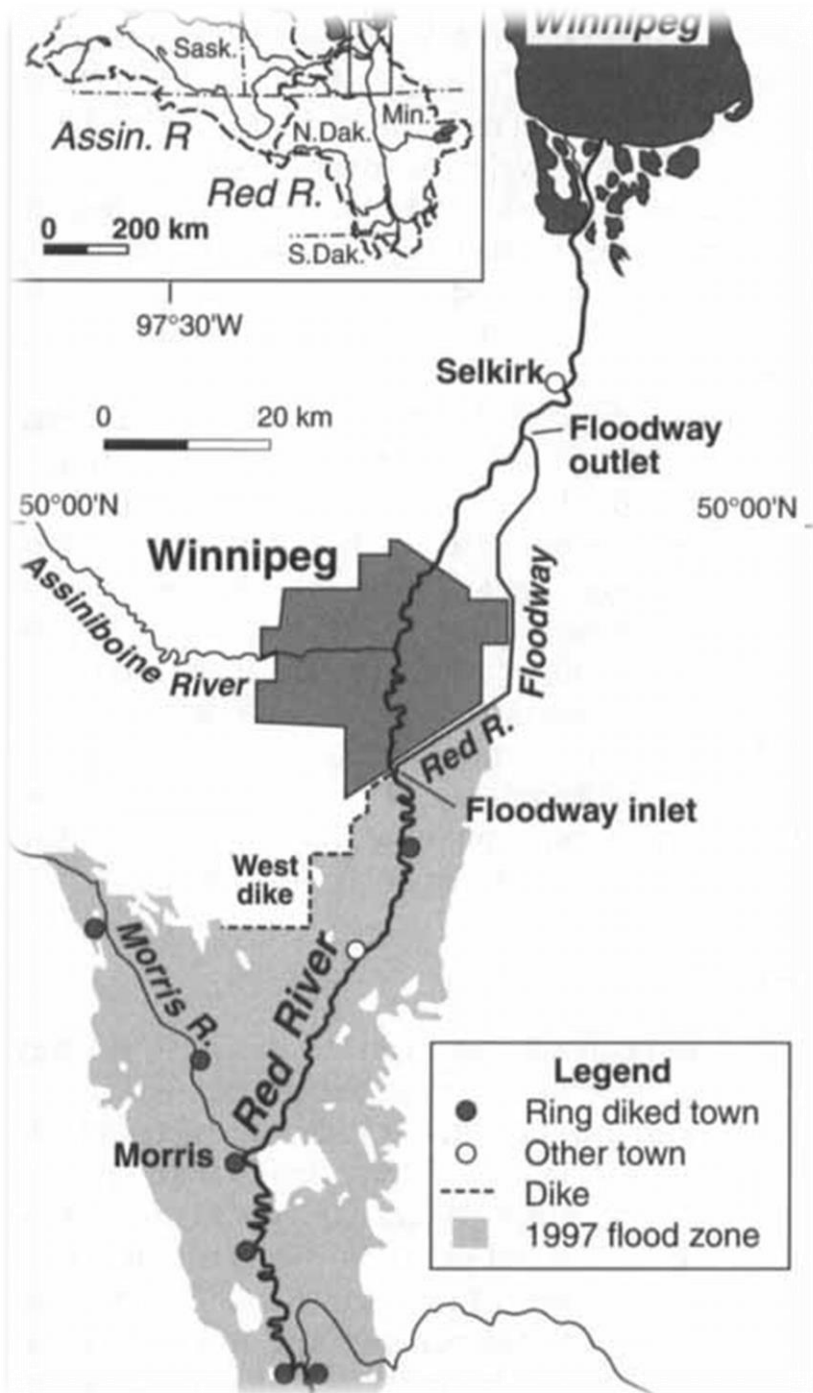 Winnipeg
Sask.
Assin. R
N.Dak.
Min.
Red R.
0 200 km
S.Dak.
97°30'W
Selkirk
0 20 km
Floodway
outlet
50°00'N
50°00'N
Winnipeg
Assiniboine River
Floodway
Red R.
Floodway inlet
West
dike
Morris R.
Red River
Morris
Legend
Ring diked town
Other town
Dike
1997 flood zone